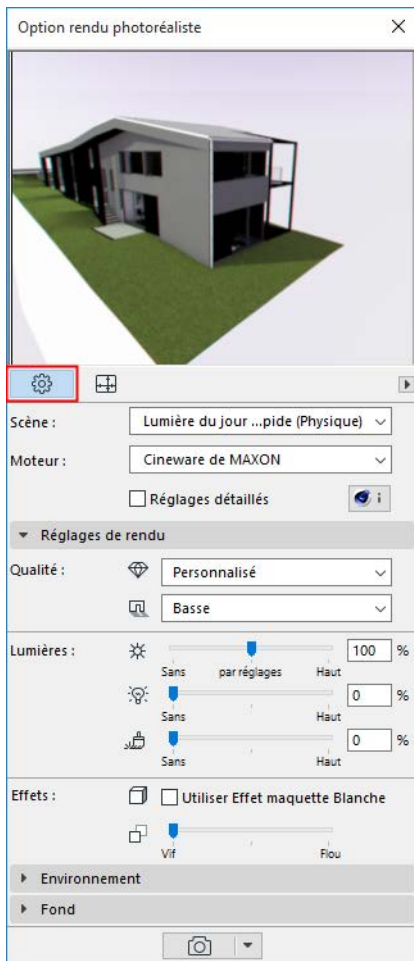 Option rendu photoréaliste
Scène :
Lumière du jour ...pide (Physique)
Moteur :
Cineware de MAXON
Réglages détaillés
i
Réglages de rendu
Qualité :
Personnalisé
Basse
Lumières :
100 %
Sans par réglages Haut
0 %
Sans Haut
0 %
Sans Haut
Effets :
Utiliser Effet maquette Blanche
Vif Flou
Environnement
Fond